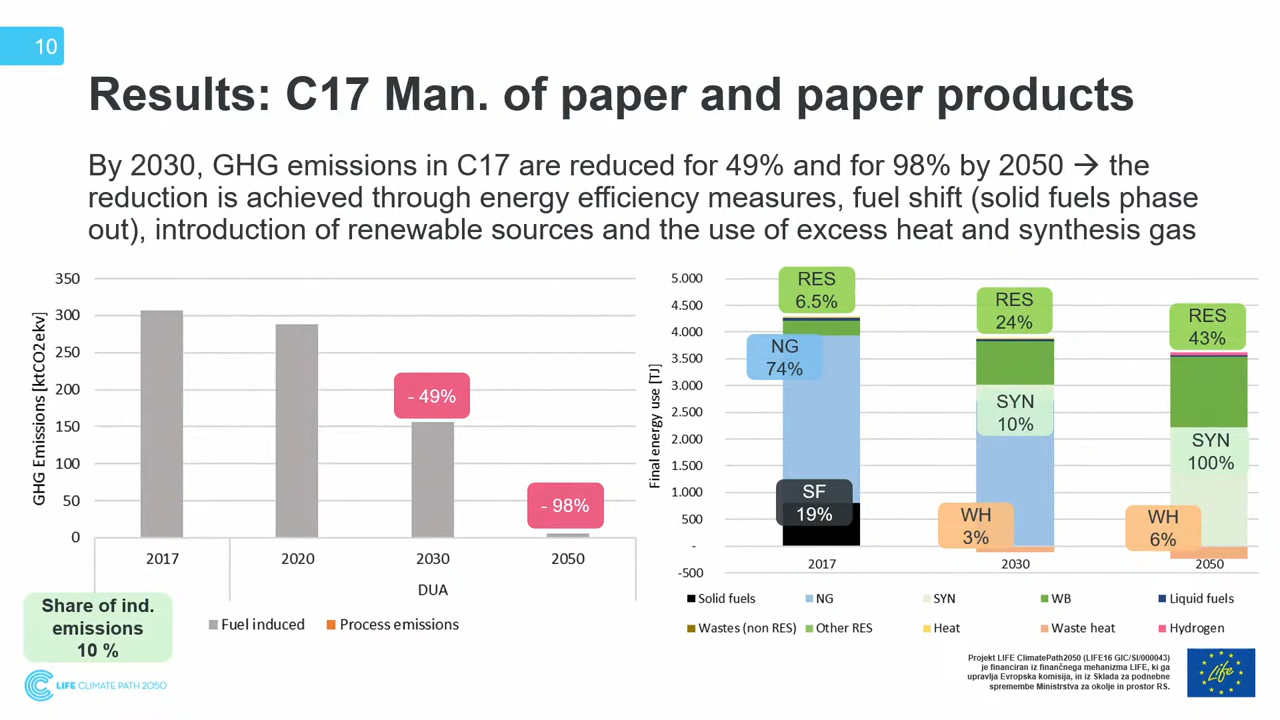 10
Results: C17 Man. of paper and paper products
By 2030, GHG emissions in C17 are reduced for 49% and for 98% by 2050 → the
reduction is achieved through energy efficiency measures, fuel shift (solid fuels phase
out), introduction of renewable sources and the use of excess heat and synthesis gas
GHG Emissions [ktCO2ekv]
350
300
250
200
150
100
50
0
- 49%
- 98%
2017
2020
2030
2050
DUA
Fuel induced
Process emissions
Share of ind.
emissions
10 %
Final energy use [TJ]
5.000
4.500
4.000
3.500
3.000
2.500
2.000
1.500
1.000
500
-
-500
RES
6.5%
NG
74%
SF
19%
RES
24%
SYN
10%
WH
3%
RES
43%
SYN
100%
WH
6%
2017
2030
2050
Solid fuels
NG
SYN
WB
Liquid fuels
Wastes (non RES)
Other RES
Heat
Waste heat
Hydrogen
LIFE CLIMATE PATH 2050
Projekt LIFE ClimatePath2050 (LIFE16 GIC/SI/000043)
je financiran iz finančnega mehanizma LIFE, ki ga
upravlja Evropska komisija, in iz Sklada za podnebne
spremembe Ministrstva za okolje in prostor RS.
Life